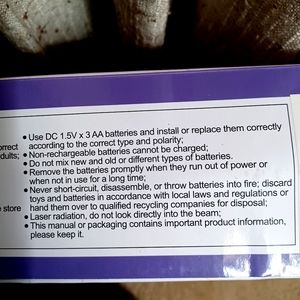 • Use DC 1.5V x 3 AA batteries and install or replace them correctly
according to the correct type and polarity;
• Non-rechargeable batteries cannot be charged;
• Do not mix new and old or different types of batteries.
• Remove the batteries promptly when they run out of power or
when not in use for a long time;
• Never short-circuit, disassemble, or throw batteries into fire; discard
toys and batteries in accordance with local laws and regulations or
hand them over to qualified recycling companies for disposal;
• Laser radiation, do not look directly into the beam;
• This manual or packaging contains important product information,
please keep it.
dults;
store